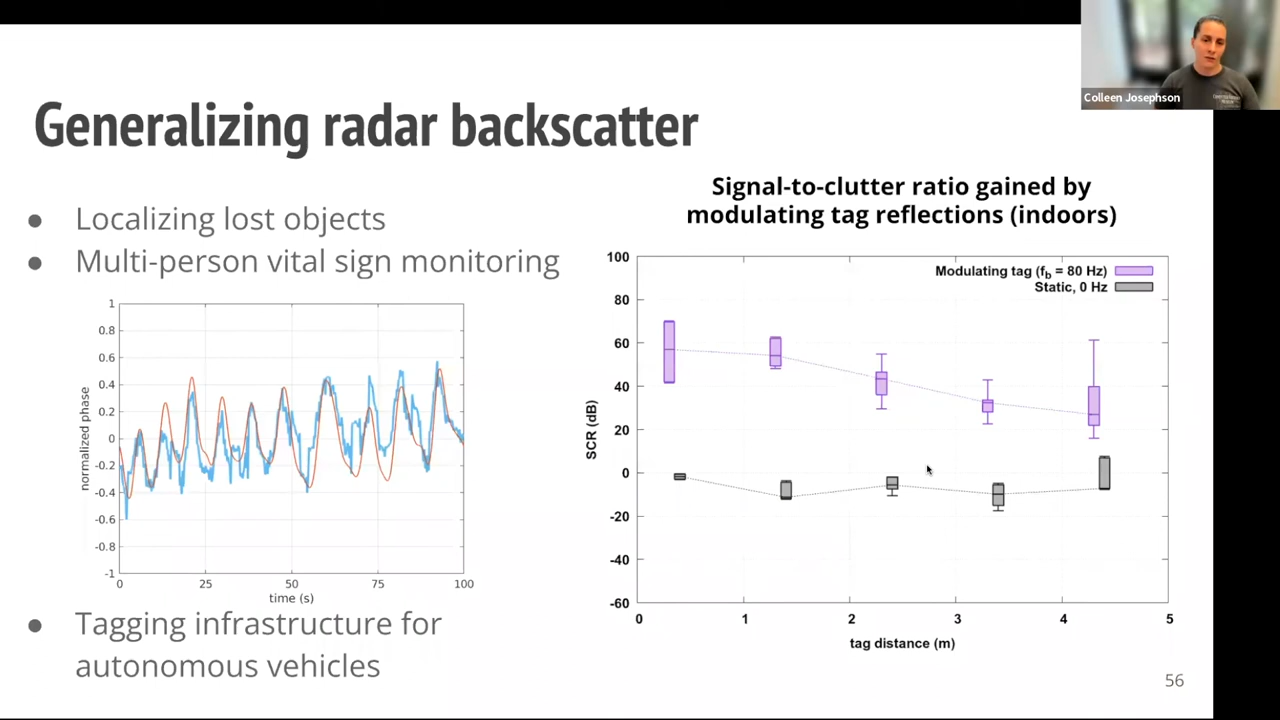 Colleen Josephson
Generalizing radar backscatter
● Localizing lost objects
● Multi-person vital sign monitoring
1
0.8
0.6
0.4
0.2
0
-0.2
-0.4
-0.6
-0.8
-1
normalized phase
0 25 50 75 100
time (s)
● Tagging infrastructure for
autonomous vehicles
Signal-to-clutter ratio gained by
modulating tag reflections (indoors)
Modulating tag (fb = 80 Hz)
Static, 0 Hz
100
80
60
40
20
0
-20
-40
-60
SCR (dB)
0 1 2 3 4 5
tag distance (m)
56